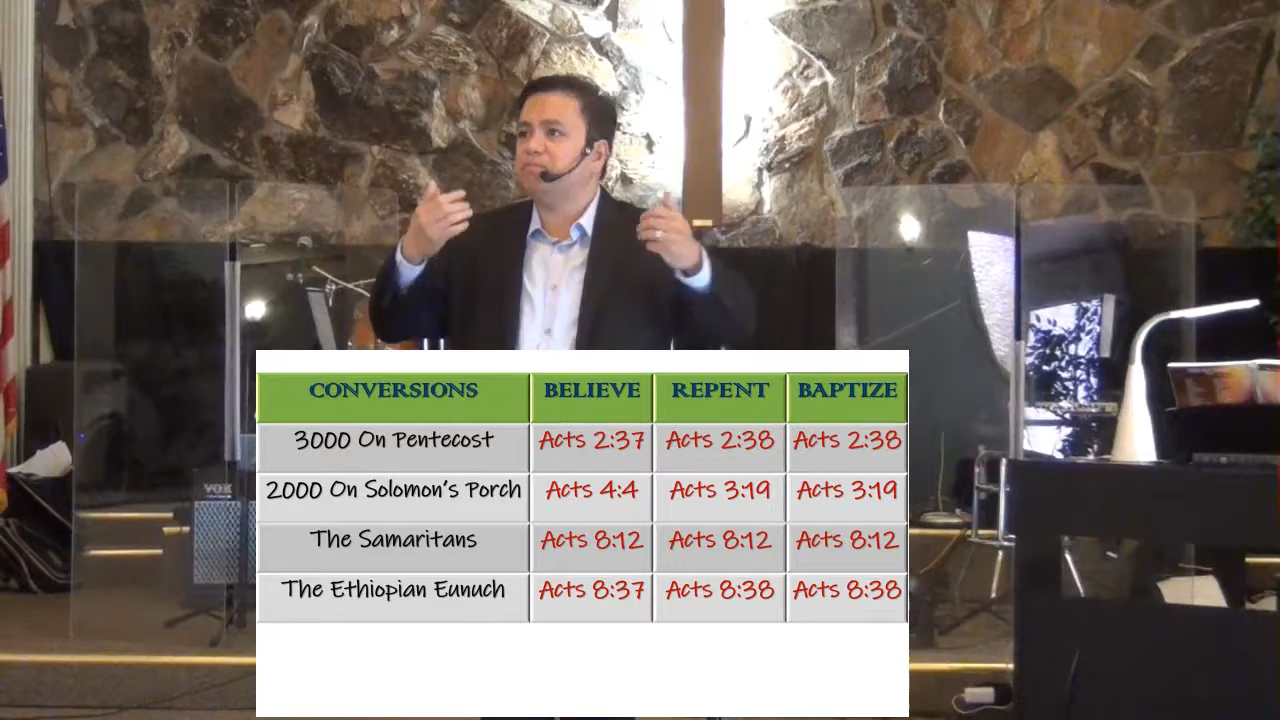 CONVERSIONS BELIEVE REPENT BAPTIZE
3000 On Pentecost Acts 2:37 Acts 2:38 Acts 2:38
2000 On Solomon's Porch Acts 4:4 Acts 3:19 Acts 3:19
The Samaritans Acts 8:12 Acts 8:12 Acts 8:12
The Ethiopian Eunuch Acts 8:37 Acts 8:38 Acts 8:38
VOX